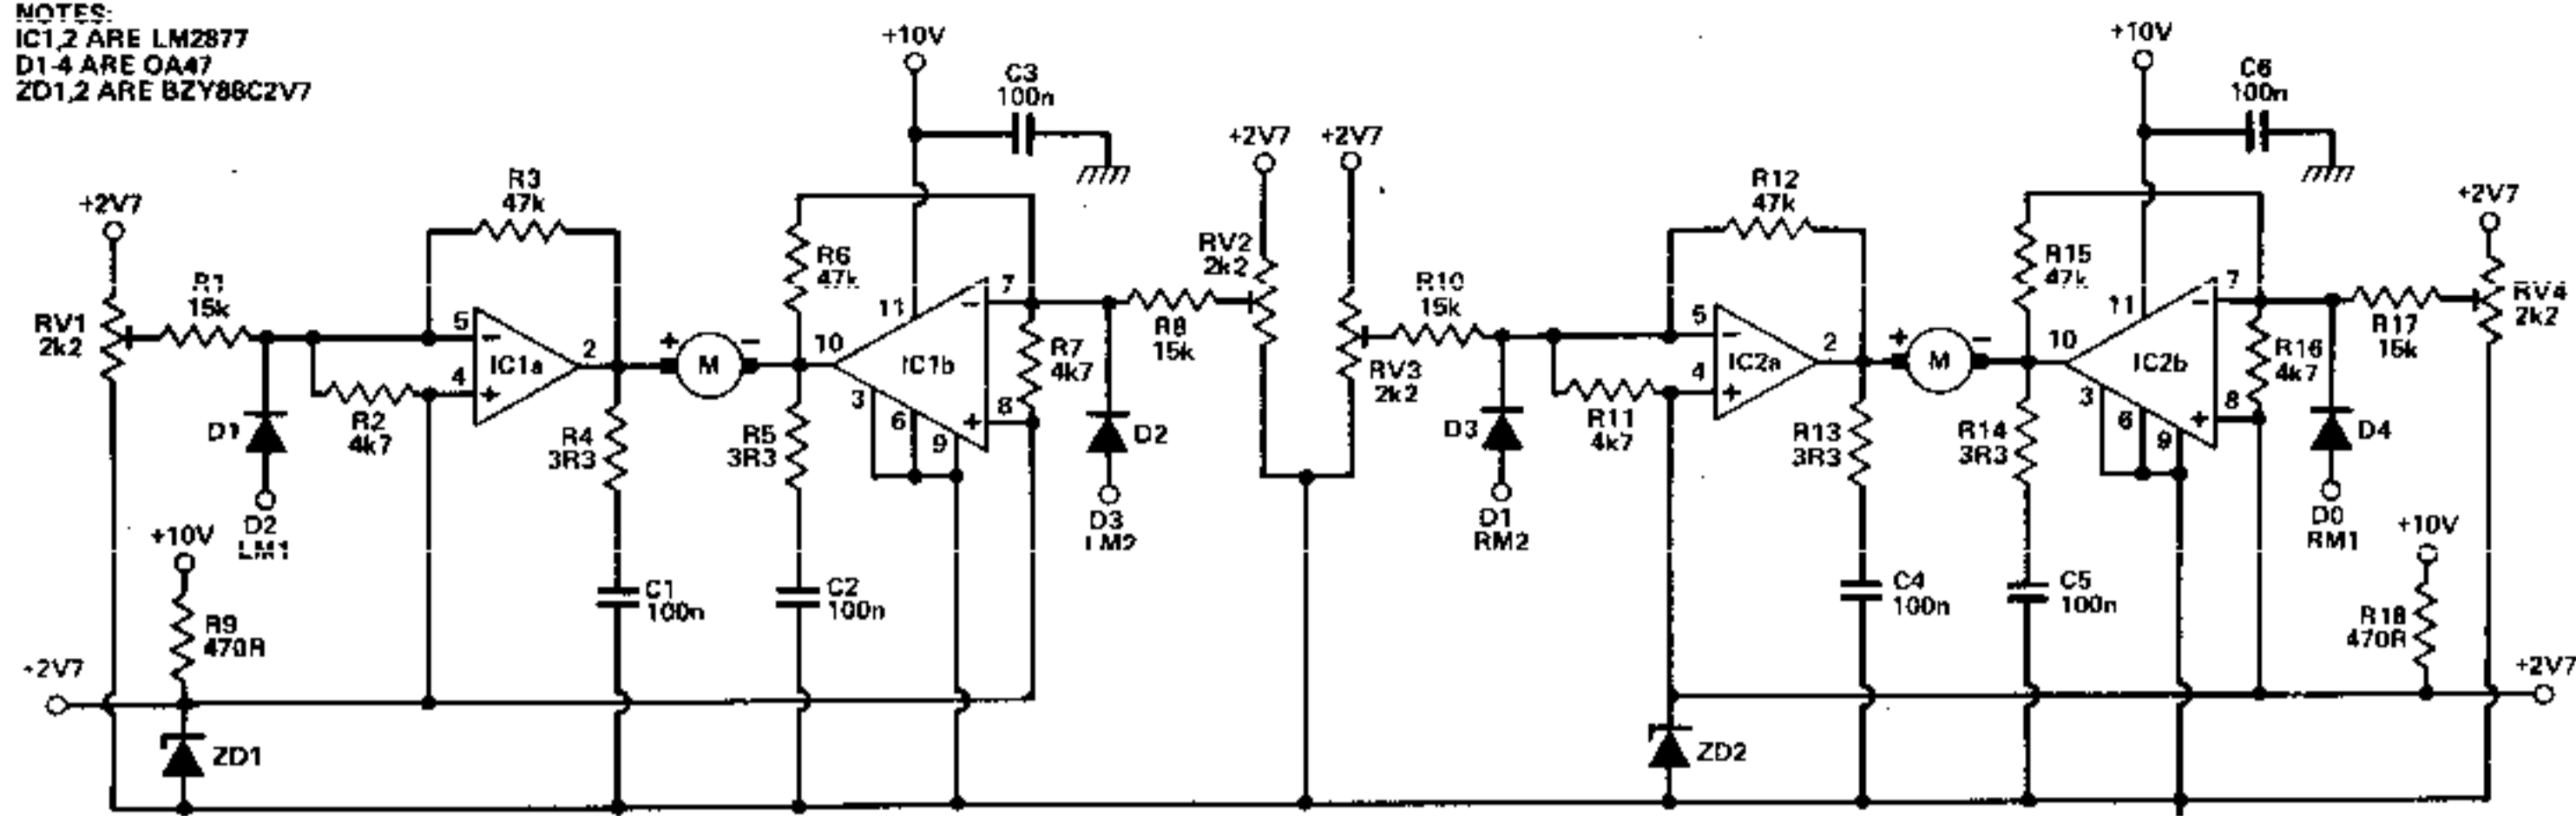 NOTES:
IC1,2 ARE LM2877
D1-4 ARE OA47
ZD1,2 ARE BZY88C2V7
+2V7
RV1
2k2
R1
15k
D1
D2
LM1
R2
4k7
R3
47k
5
4
−
+
IC1a
2
R4
3R3
C1
100n
+10V
R9
470R
+2V7
ZD1
+
M
−
R6
47k
R5
3R3
C2
100n
+10V
C3
100n
11
10
IC1b
3
6
9
−
+
7
8
R7
4k7
D2
D3
LM2
R8
15k
RV2
2k2
+2V7
+2V7
RV3
2k2
R10
15k
D3
D1
RM2
R11
4k7
R12
47k
5
4
−
+
IC2a
2
R13
3R3
C4
100n
ZD2
+
M
−
R15
47k
R14
3R3
C5
100n
+10V
C6
100n
11
10
IC2b
3
6
9
−
+
7
8
R16
4k7
D4
D0
RM1
R17
15k
+2V7
RV4
2k2
+10V
R18
470R
+2V7